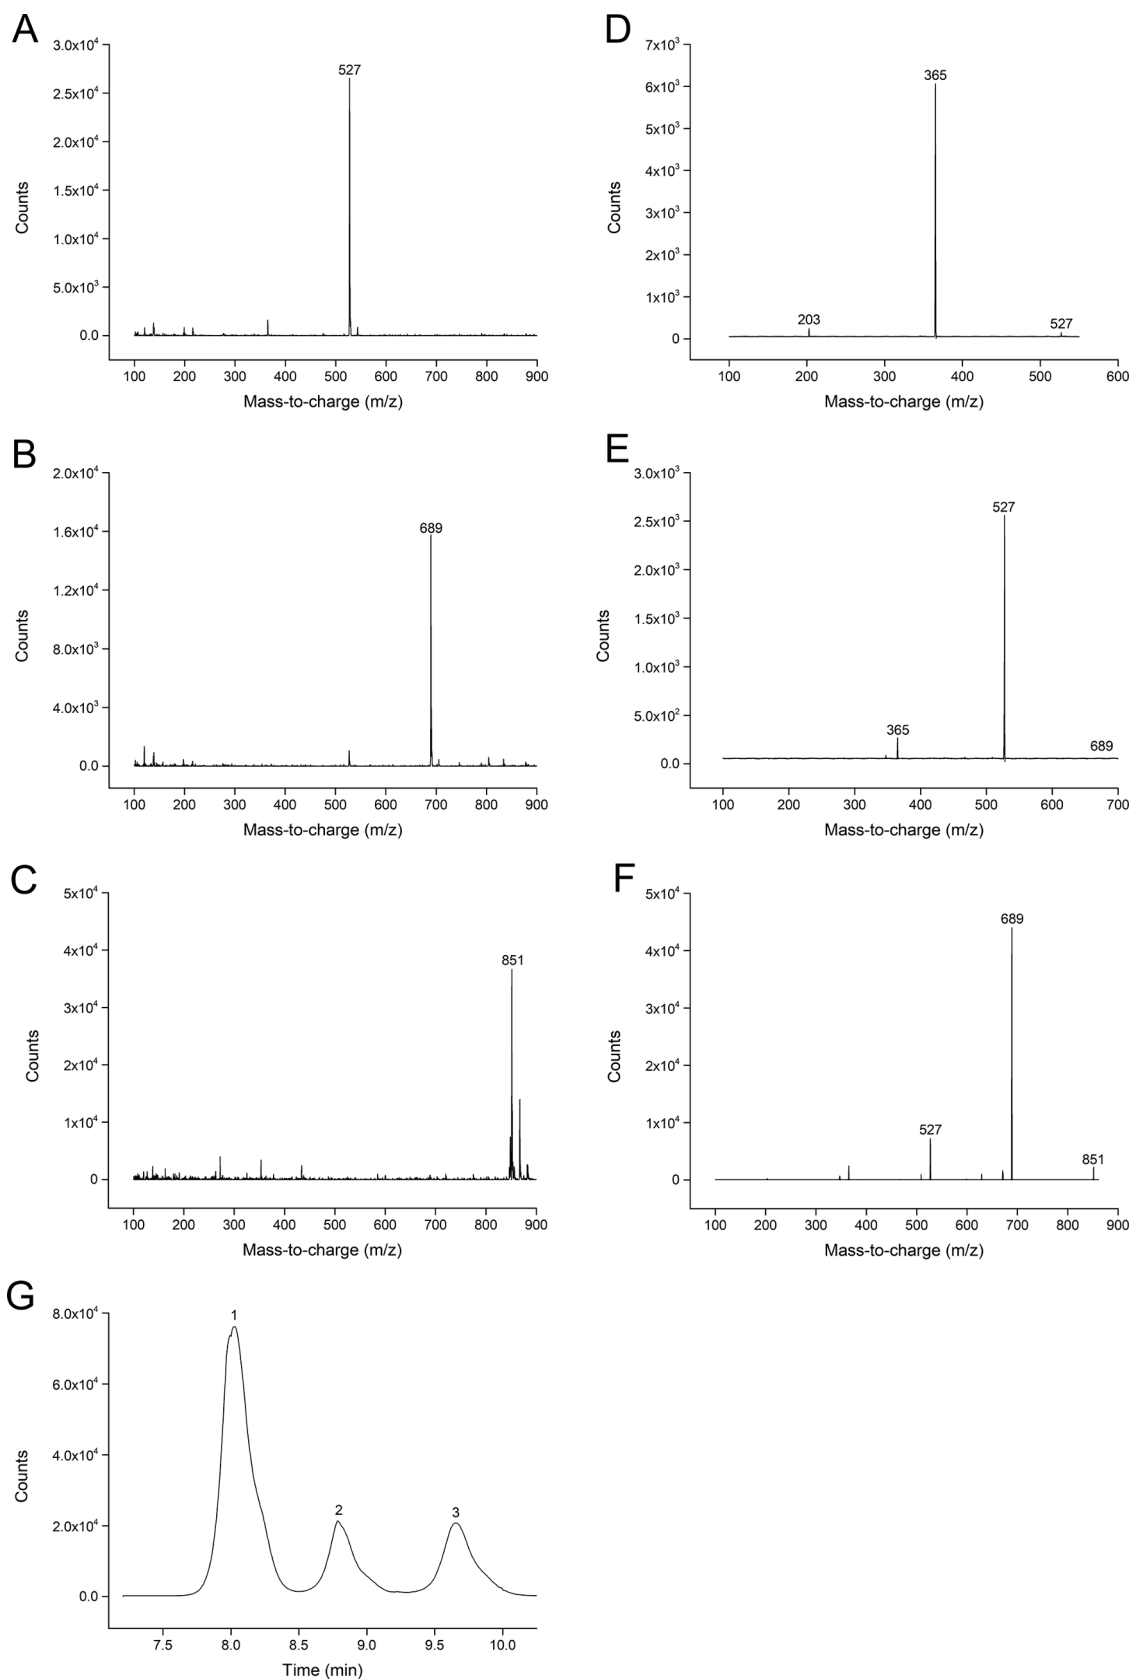 A
3.0x10⁴
2.5x10⁴
2.0x10⁴
1.5x10⁴
1.0x10⁴
5.0x10³
0.0
Counts
527
100 200 300 400 500 600 700 800 900
Mass-to-charge (m/z)
D
7x10³
6x10³
5x10³
4x10³
3x10³
2x10³
1x10³
0
Counts
365
203
527
100 200 300 400 500 600
Mass-to-charge (m/z)
B
2.0x10⁴
1.6x10⁴
1.2x10⁴
8.0x10³
4.0x10³
0.0
Counts
689
100 200 300 400 500 600 700 800 900
Mass-to-charge (m/z)
E
3.0x10³
2.5x10³
2.0x10³
1.5x10³
1.0x10³
5.0x10²
0.0
Counts
527
365
689
100 200 300 400 500 600 700
Mass-to-charge (m/z)
C
5x10⁴
4x10⁴
3x10⁴
2x10⁴
1x10⁴
0
Counts
851
100 200 300 400 500 600 700 800 900
Mass-to-charge (m/z)
F
5x10⁴
4x10⁴
3x10⁴
2x10⁴
1x10⁴
0
Counts
689
527
851
100 200 300 400 500 600 700 800 900
Mass-to-charge (m/z)
G
8.0x10⁴
6.0x10⁴
4.0x10⁴
2.0x10⁴
0.0
Counts
1
2
3
7.5 8.0 8.5 9.0 9.5 10.0
Time (min)